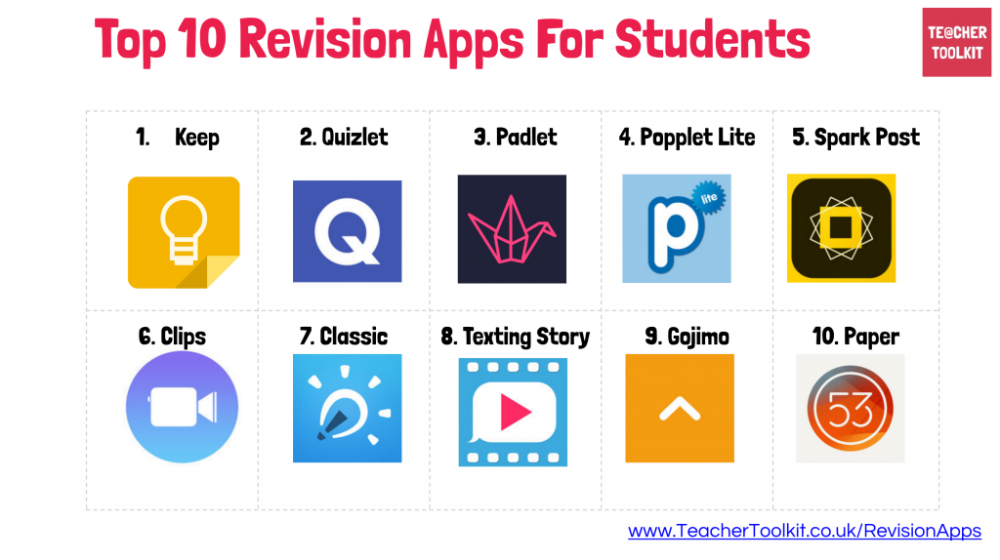 Top 10 Revision Apps For Students
TE@CHER
TOOLKIT
1. Keep
2. Quizlet
3. Padlet
4. Popplet Lite
5. Spark Post
Q
p
lite
6. Clips
7. Classic
8. Texting Story
9. Gojimo
10. Paper
53
www.TeacherToolkit.co.uk/RevisionApps